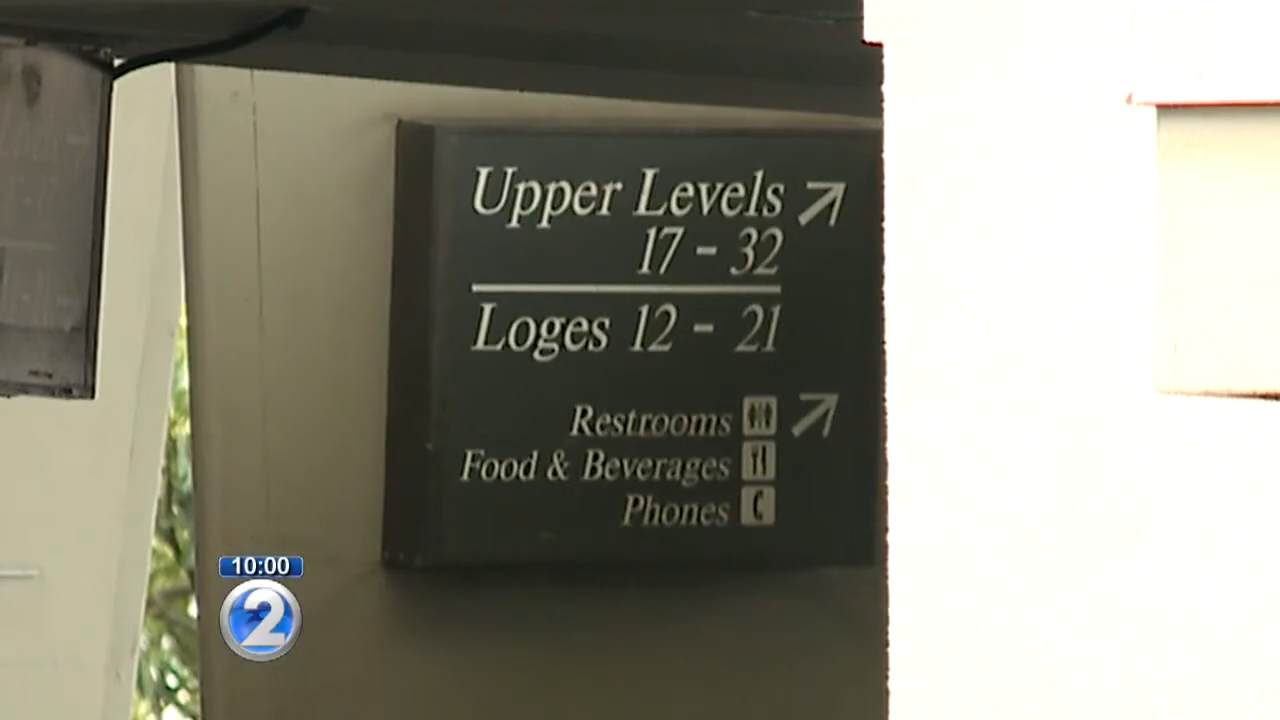 Upper Levels
17 - 32
Loges 12 - 21
Restrooms
Food & Beverages
Phones
10:00
2